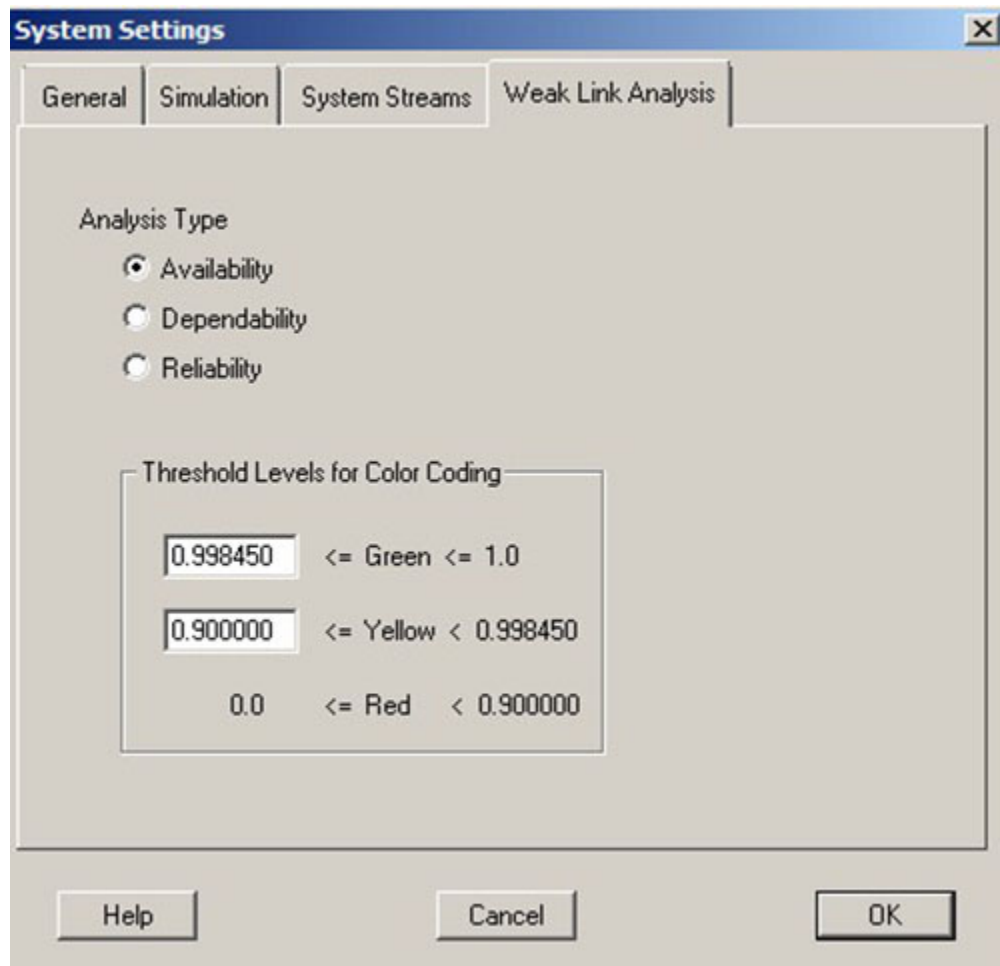 System Settings
General Simulation System Streams Weak Link Analysis
Analysis Type
Availability
Dependability
Reliability
Threshold Levels for Color Coding
0.998450 <= Green <= 1.0
0.900000 <= Yellow < 0.998450
0.0 <= Red < 0.900000
Help Cancel OK